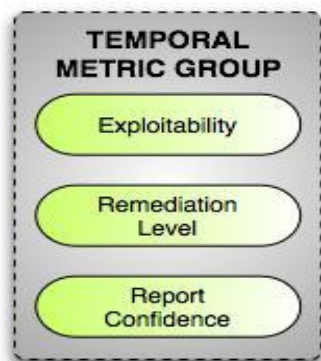 TEMPORAL
METRIC GROUP
Exploitability
Remediation
Level
Report
Confidence